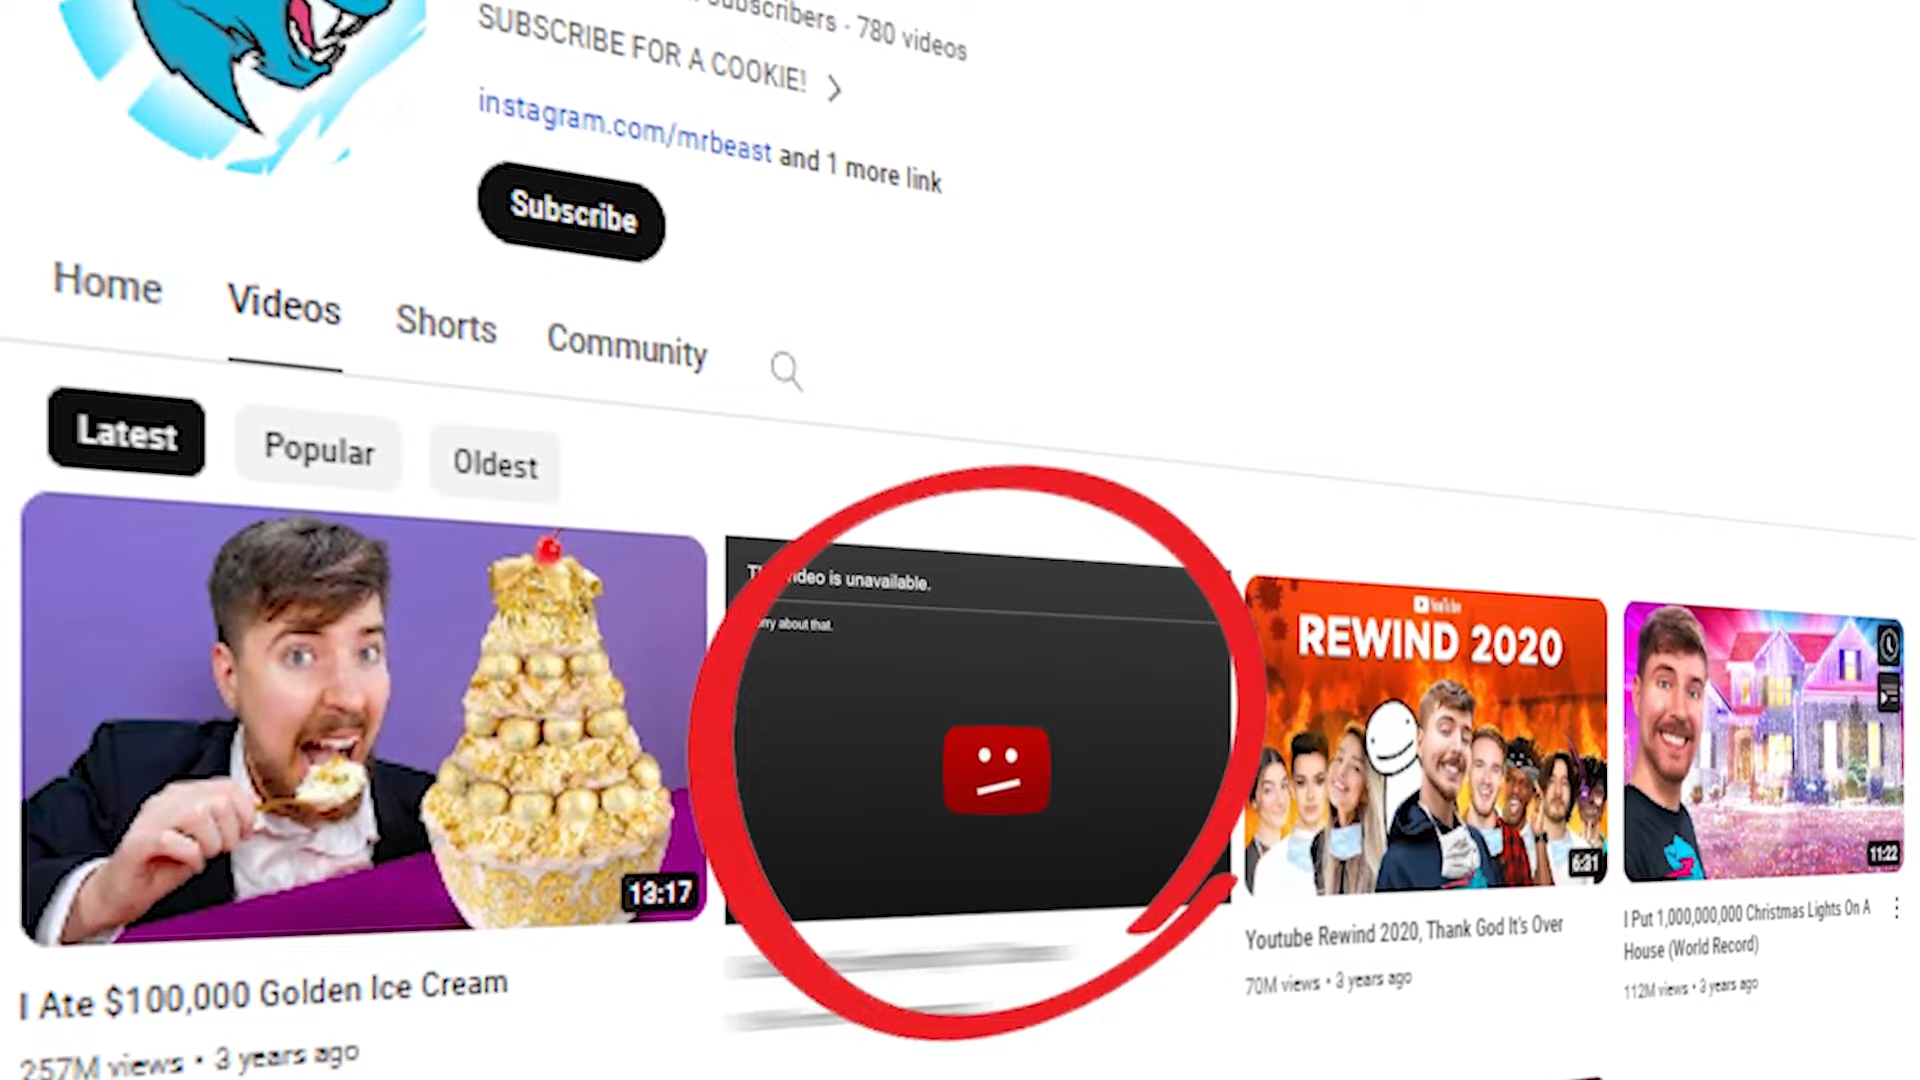 subscribers · 780 videos
SUBSCRIBE FOR A COOKIE!
instagram.com/mrbeast and 1 more link
Subscribe
Home Videos Shorts Community
Latest Popular Oldest
video is unavailable.
about that.
YouTube
REWIND 2020
13:17
6:31
11:22
I Ate $100,000 Golden Ice Cream
257M views • 3 years ago
Youtube Rewind 2020, Thank God It's Over
70M views • 3 years ago
I Put 1,000,000,000 Christmas Lights On A
House (World Record)
112M views • 3 years ago